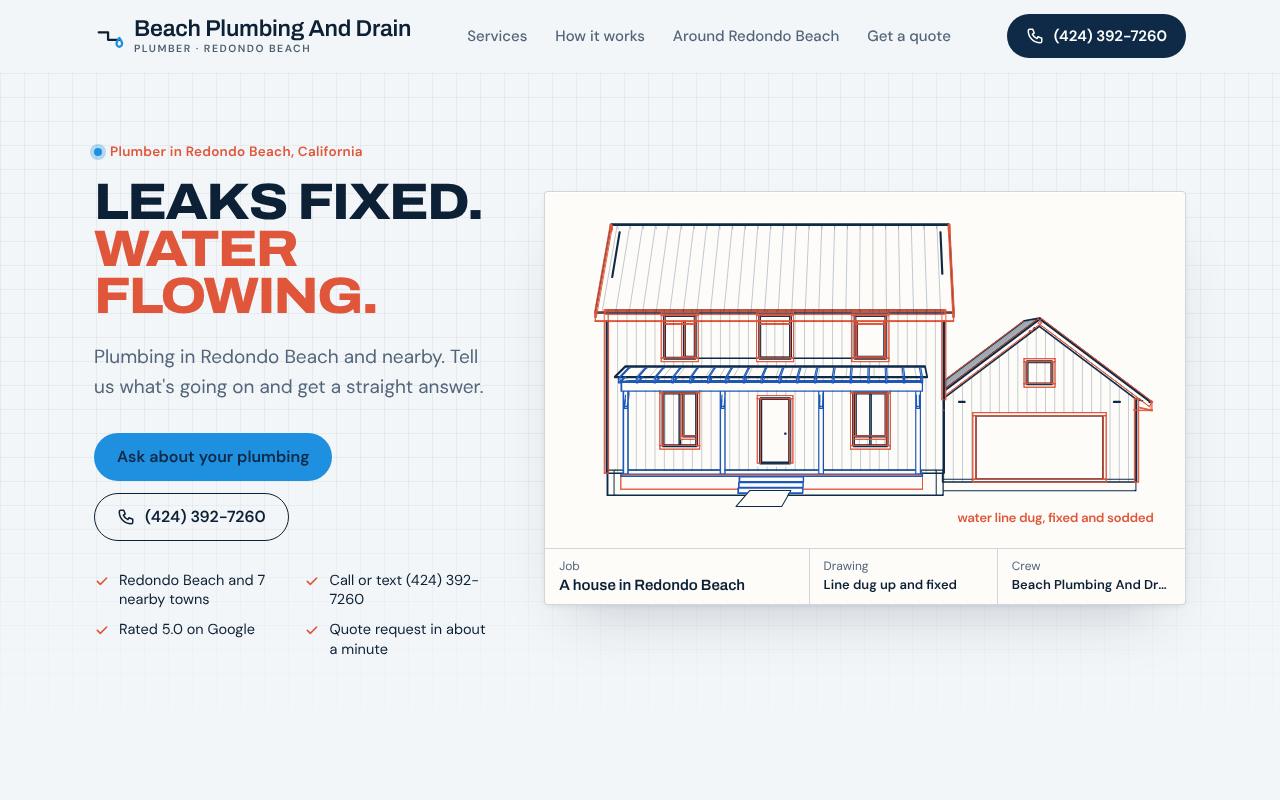 Beach Plumbing And Drain
PLUMBER · REDONDO BEACH
Services
How it works
Around Redondo Beach
Get a quote
(424) 392-7260
Plumber in Redondo Beach, California
LEAKS FIXED.
WATER
FLOWING.
Plumbing in Redondo Beach and nearby. Tell
us what's going on and get a straight answer.
Ask about your plumbing
(424) 392-7260
Redondo Beach and 7
nearby towns
Call or text (424) 392-
7260
Rated 5.0 on Google
Quote request in about
a minute
water line dug, fixed and sodded
Job
A house in Redondo Beach
Drawing
Line dug up and fixed
Crew
Beach Plumbing And Dr...